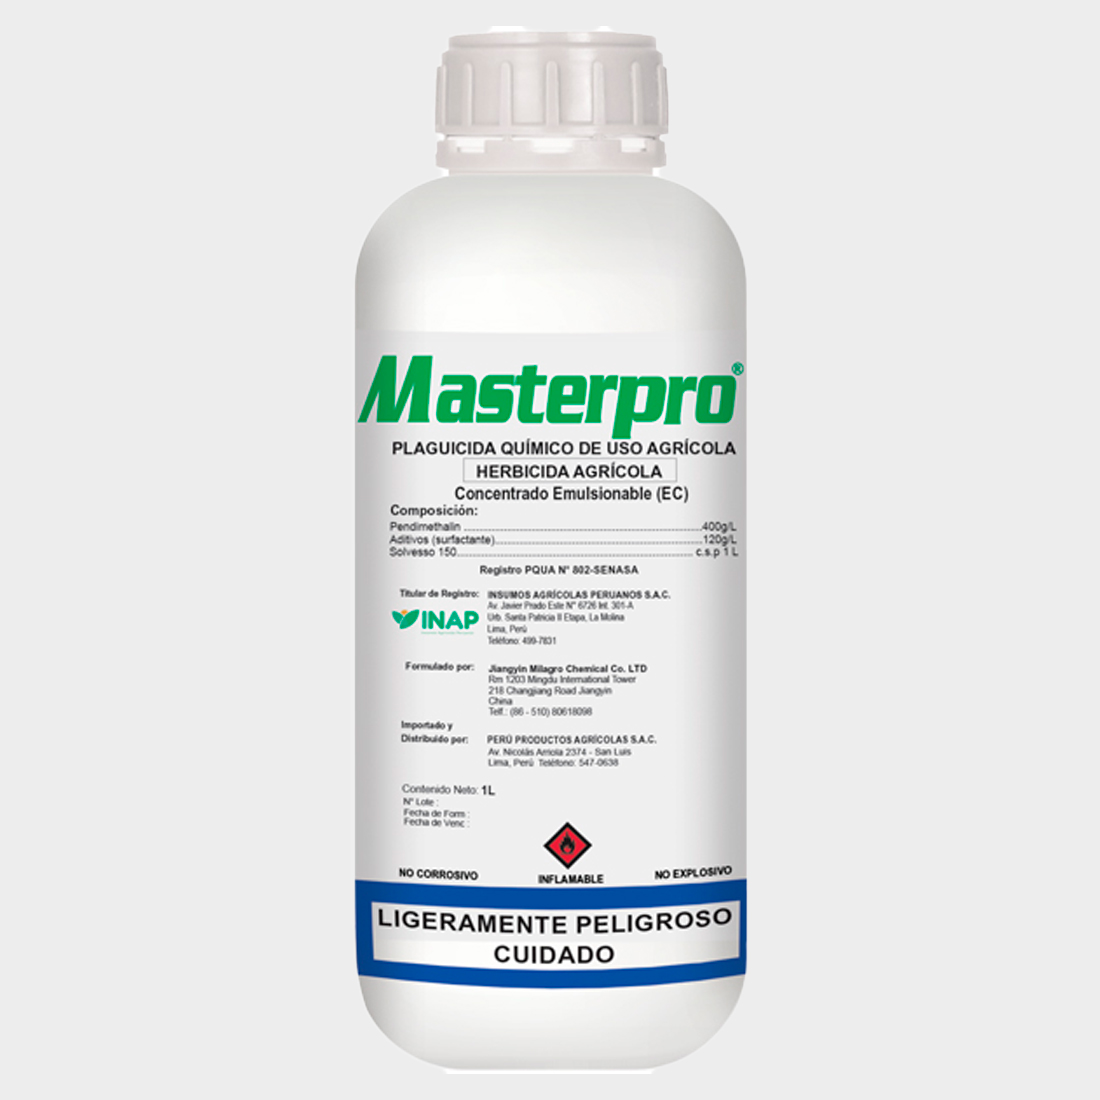 Masterpro®
PLAGUICIDA QUÍMICO DE USO AGRÍCOLA
HERBICIDA AGRÍCOLA
Concentrado Emulsionable (EC)
Composición:
Pendimethalin ........ 400g/L
Aditivos (surfactante) ........ 120g/L
Solvesso 150 ........ c.s.p 1 L
Registro PQUA N° 802-SENASA
Titular de Registro: INSUMOS AGRÍCOLAS PERUANOS S.A.C.
Av. Javier Prado Este N° 6726 Int. 301-A
Urb. Santa Patricia II Etapa, La Molina
Lima, Perú
Teléfono: 499-7831
INAP
Formulado por: Jiangyin Milagro Chemical Co. LTD
Rm 1203 Mingdu International Tower
218 Changjiang Road Jiangyin
China
Telf.: (86 - 510) 80618098
Importado y
Distribuido por: PERÚ PRODUCTOS AGRÍCOLAS S.A.C.
Av. Nicolás Arriola 2374 - San Luis
Lima, Perú Teléfono: 547-0638
Contenido Neto: 1L
N° Lote :
Fecha de Form :
Fecha de Venc :
NO CORROSIVO
INFLAMABLE
NO EXPLOSIVO
LIGERAMENTE PELIGROSO
CUIDADO